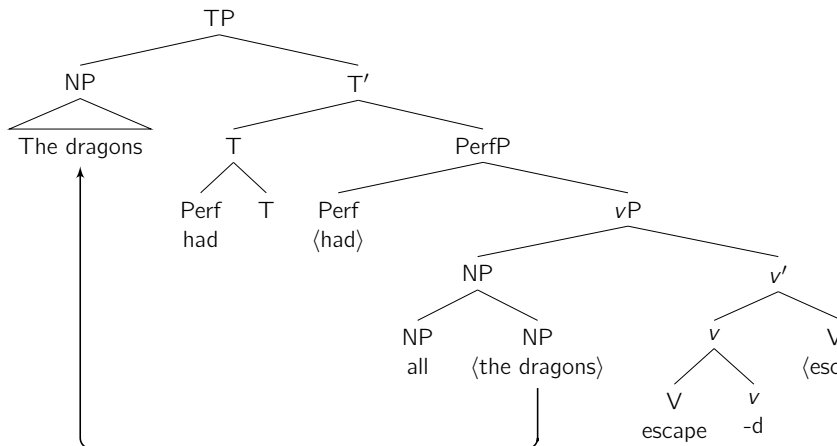 TP
NP T′
The dragons T PerfP
Perf T Perf vP
had ⟨had⟩
NP v′
NP NP v
all ⟨the dragons⟩
V v
escape -d